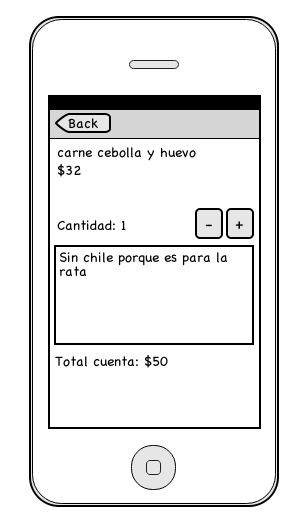 Back
carne cebolla y huevo
$32
Cantidad: 1
-
+
Sin chile porque es para la
rata
Total cuenta: $50